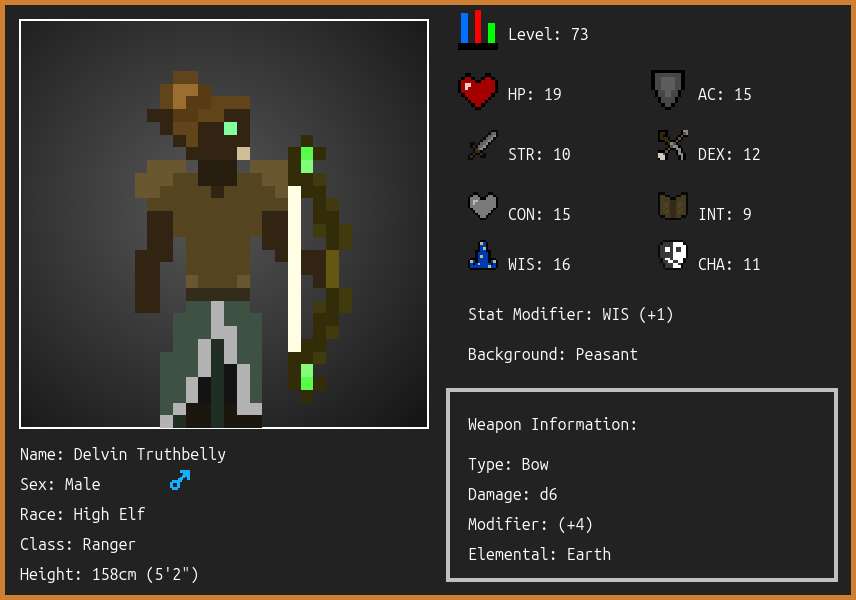 Level: 73
HP: 19
AC: 15
STR: 10
DEX: 12
CON: 15
INT: 9
WIS: 16
CHA: 11
Stat Modifier: WIS (+1)
Background: Peasant
Weapon Information:
Type: Bow
Damage: d6
Modifier: (+4)
Elemental: Earth
Name: Delvin Truthbelly
Sex: Male
Race: High Elf
Class: Ranger
Height: 158cm (5'2")